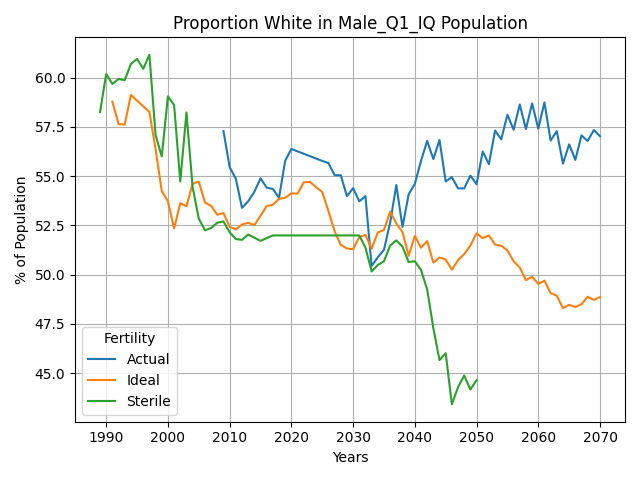 Proportion White in Male_Q1_IQ Population
% of Population
60.0
57.5
55.0
52.5
50.0
47.5
45.0
Fertility
Actual
Ideal
Sterile
1990 2000 2010 2020 2030 2040 2050 2060 2070
Years